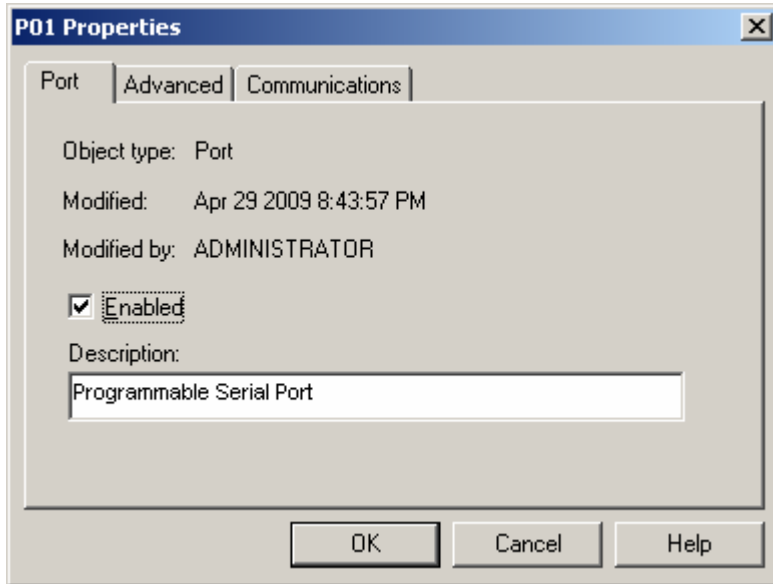 P01 Properties
Port Advanced Communications
Object type: Port
Modified: Apr 29 2009 8:43:57 PM
Modified by: ADMINISTRATOR
Enabled
Description:
Programmable Serial Port
OK Cancel Help